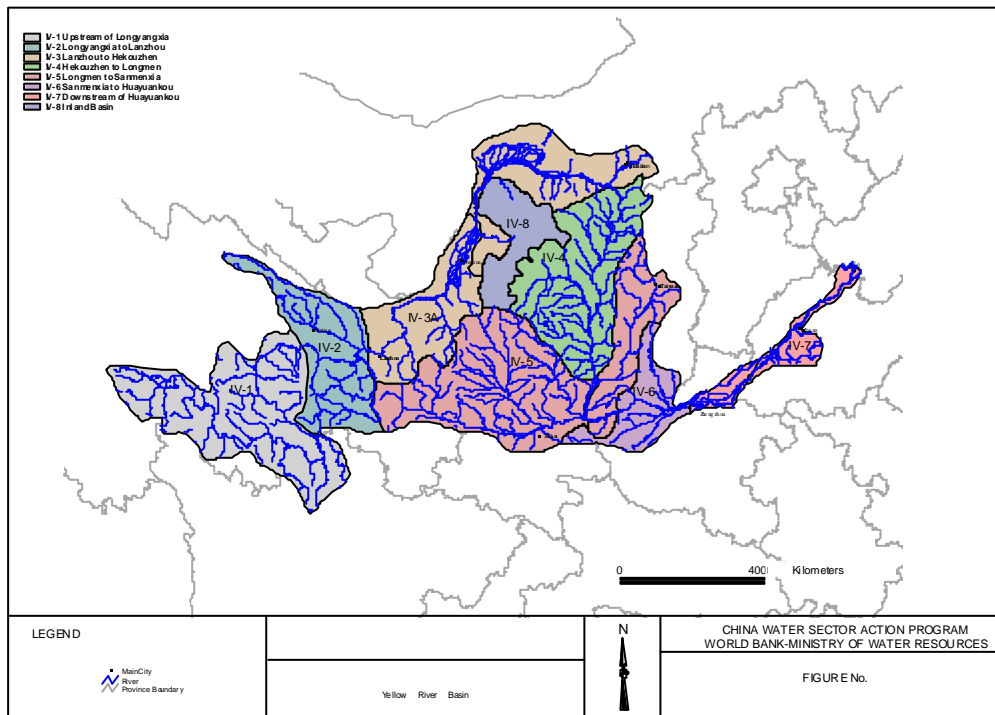 IV-1 Upstream of Longyangxia
IV-2 Longyangxia to Lanzhou
IV-3 Lanzhou to Hekouzhen
IV-4 Hekouzhen to Longmen
IV-5 Longmen to Sanmenxia
IV-6 Sanmenxia to Huayuankou
IV-7 Downstream of Huayuankou
IV-8 Inland Basin
IV-8
IV-4
IV-3A
IV-2
IV-7
IV-5
IV-1
IV-6
Zhengzhou
0 400 Kilometers
LEGEND
Main City
River
Province Boundary
Yellow River Basin
N
CHINA WATER SECTOR ACTION PROGRAM
WORLD BANK-MINISTRY OF WATER RESOURCES
FIGURE No.